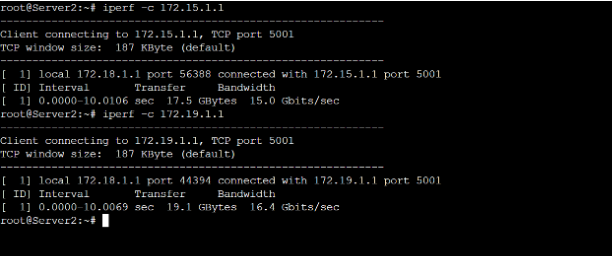 root@Server2:~# iperf -c 172.15.1.1
------------------------------------------------------------
Client connecting to 172.15.1.1, TCP port 5001
TCP window size:  187 KByte (default)
------------------------------------------------------------
[  1] local 172.18.1.1 port 56388 connected with 172.15.1.1 port 5001
[ ID] Interval       Transfer     Bandwidth
[  1] 0.0000-10.0106 sec  17.5 GBytes  15.0 Gbits/sec
root@Server2:~# iperf -c 172.19.1.1
------------------------------------------------------------
Client connecting to 172.19.1.1, TCP port 5001
TCP window size:  187 KByte (default)
------------------------------------------------------------
[  1] local 172.18.1.1 port 44394 connected with 172.19.1.1 port 5001
[ ID] Interval       Transfer     Bandwidth
[  1] 0.0000-10.0069 sec  19.1 GBytes  16.4 Gbits/sec
root@Server2:~#